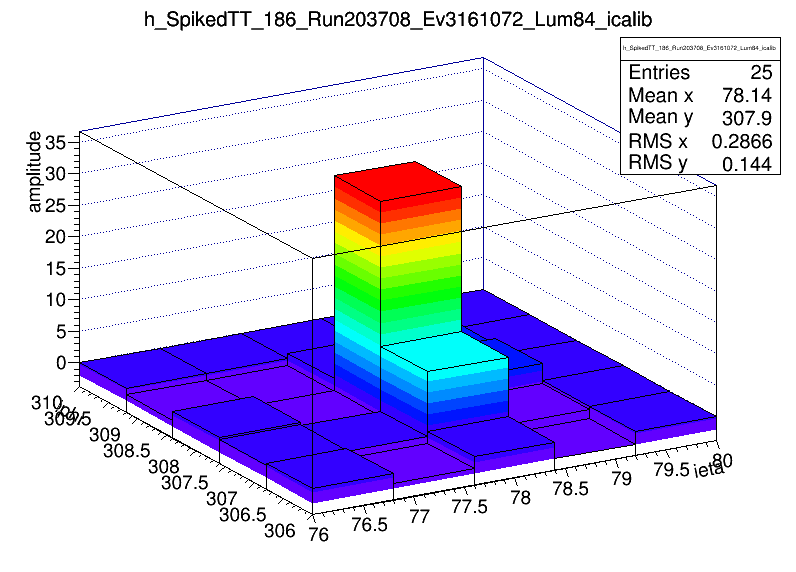 h_SpikedTT_186_Run203708_Ev3161072_Lum84_icalib
h_SpikedTT_186_Run203708_Ev3161072_Lum84_icalib
Entries 25
Mean x 78.14
Mean y 307.9
RMS x 0.2866
RMS y 0.144
amplitude
35
30
25
20
15
10
5
0
310
309.5
309
308.5
308
307.5
307
306.5
306
76
76.5
77
77.5
78
78.5
79
79.5
80
ieta